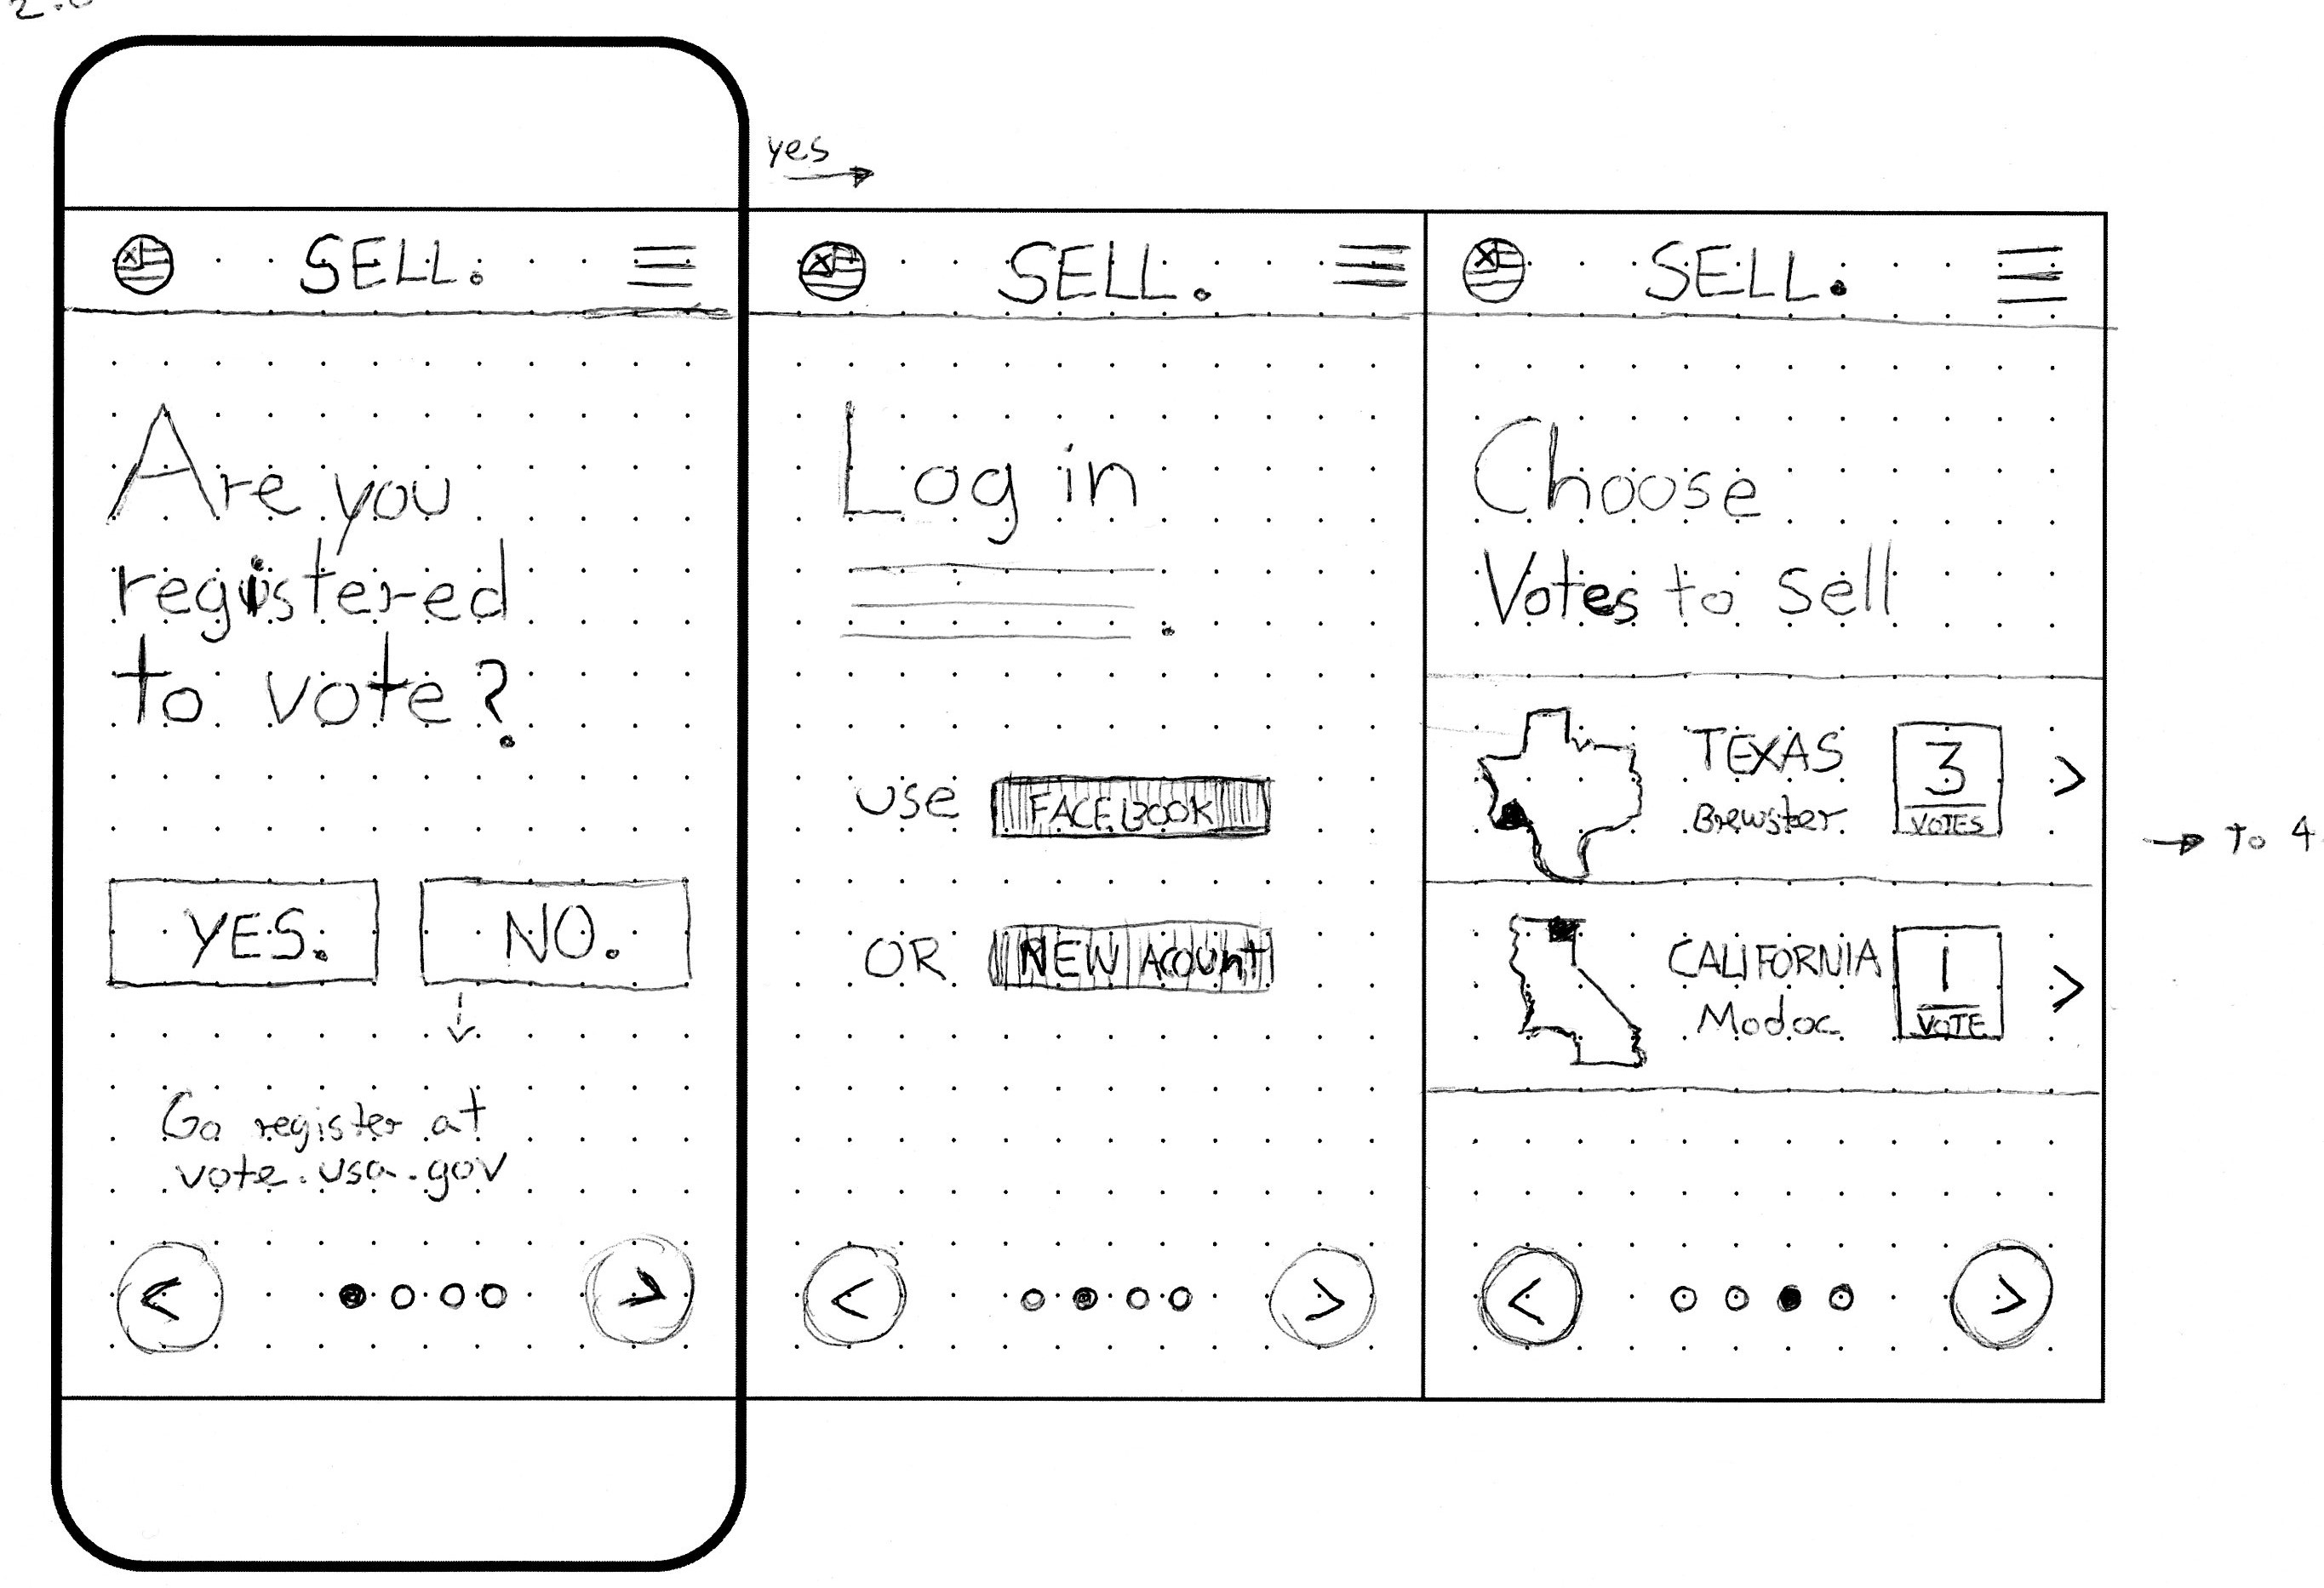 yes
SELL.
Are you
registered
to vote?
YES.
NO.
Go register at
vote.usa.gov
SELL.
Log in
USE FACEBOOK
OR NEW Acount
SELL.
Choose
Votes to sell
TEXAS
Brewster
3
VOTES
CALIFORNIA
Modoc
1
VOTE
to 4